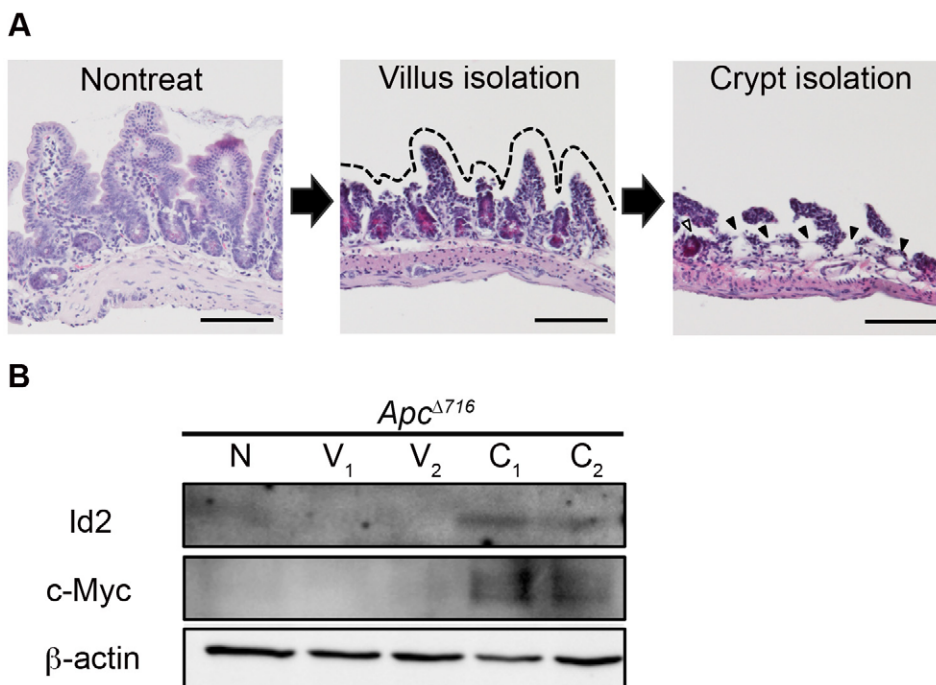 A
Nontreat
Villus isolation
Crypt isolation
B
Apc^Δ716
N V₁ V₂ C₁ C₂
Id2
c-Myc
β-actin